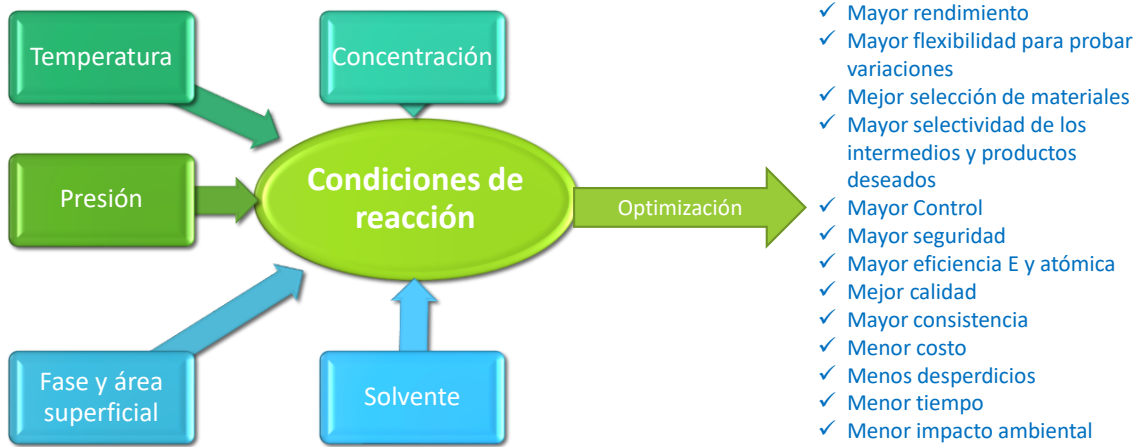 Temperatura
Concentración
Presión
Condiciones de
reacción
Optimización
Fase y área
superficial
Solvente
✓ Mayor rendimiento
✓ Mayor flexibilidad para probar
variaciones
✓ Mejor selección de materiales
✓ Mayor selectividad de los
intermedios y productos
deseados
✓ Mayor Control
✓ Mayor seguridad
✓ Mayor eficiencia E y atómica
✓ Mejor calidad
✓ Mayor consistencia
✓ Menor costo
✓ Menos desperdicios
✓ Menor tiempo
✓ Menor impacto ambiental